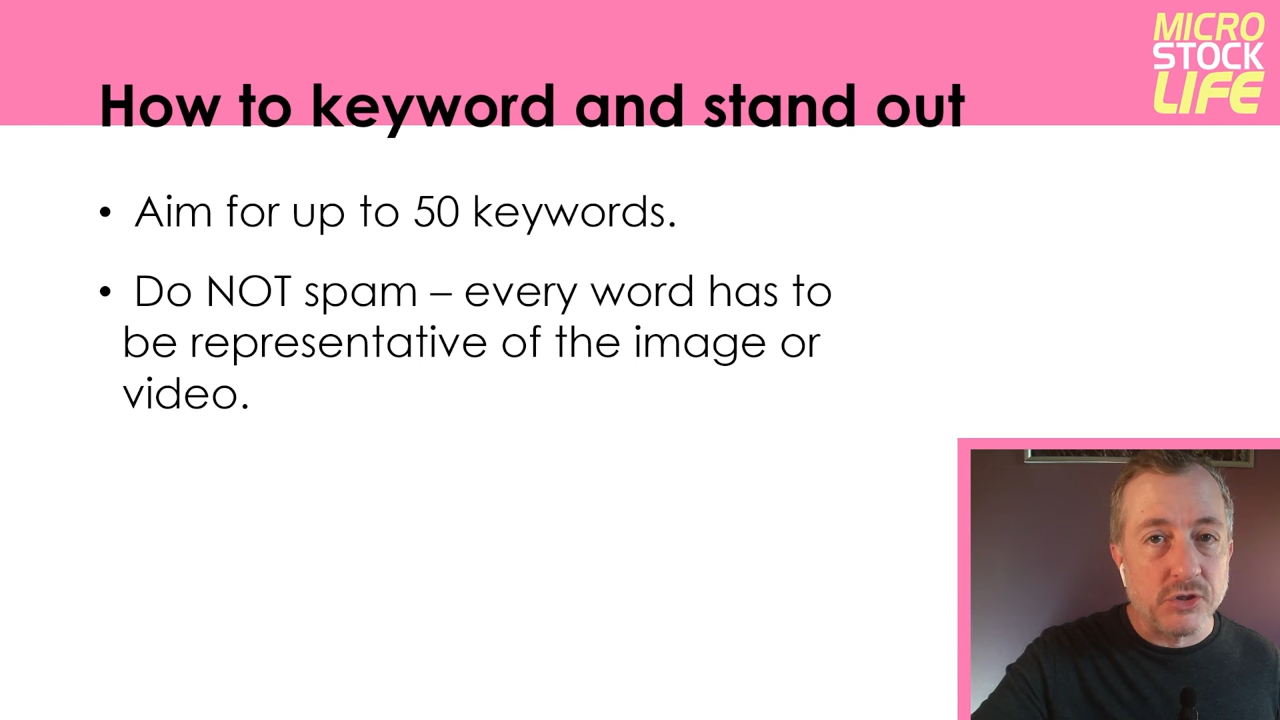 MICRO
STOCK
LIFE
How to keyword and stand out
• Aim for up to 50 keywords.
• Do NOT spam – every word has to
be representative of the image or
video.